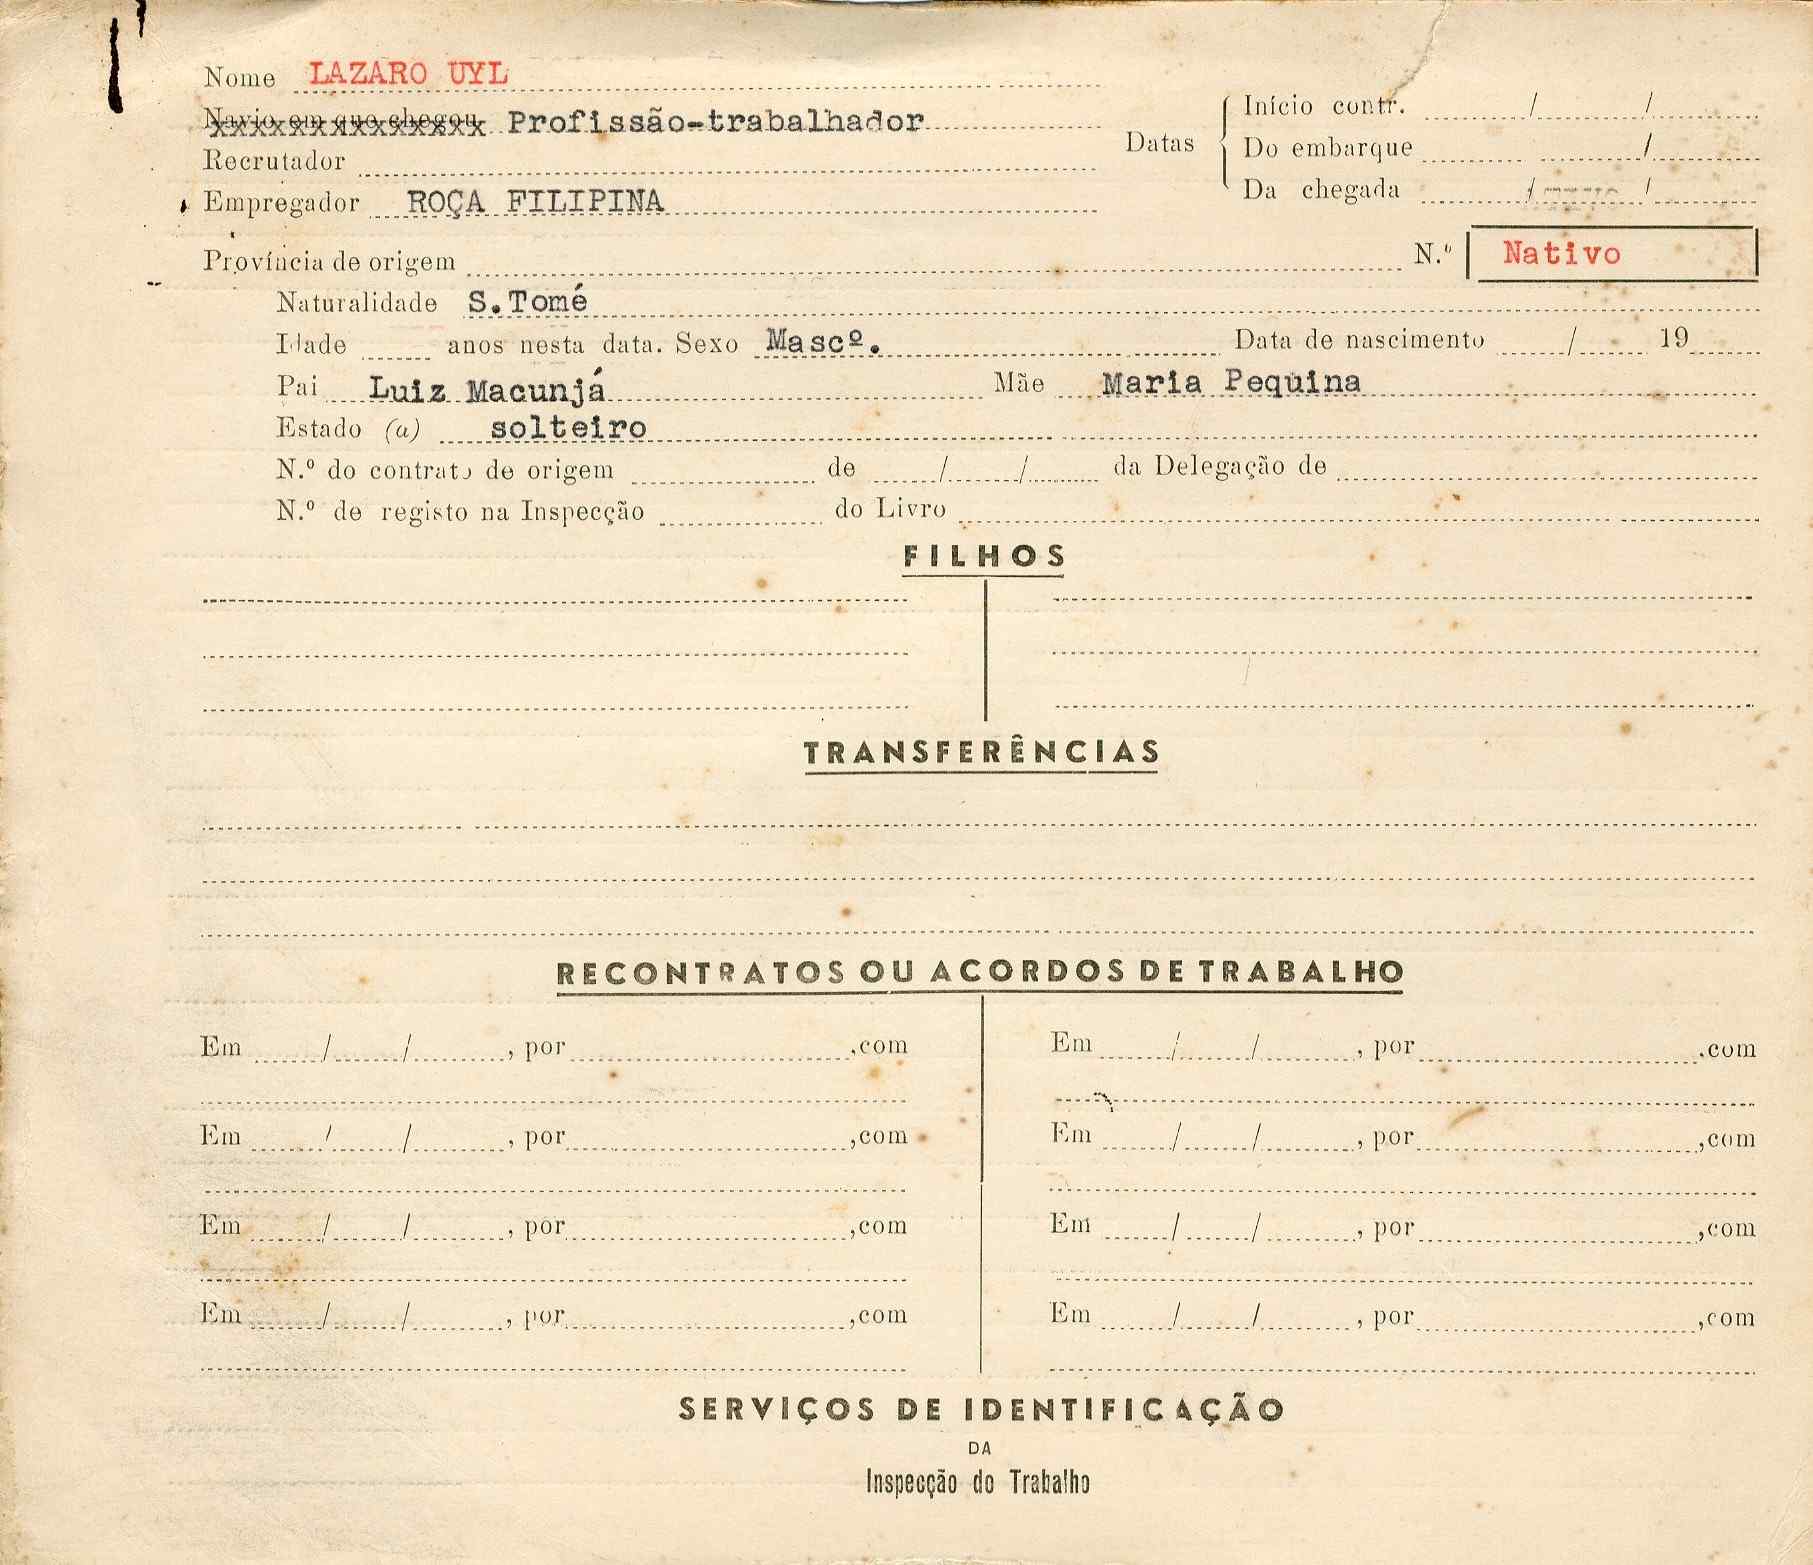 Nome LAZARO UYL
Navio em que chegou Profissão-trabalhador
Recrutador
Empregador ROÇA FILIPINA
Datas
Início contr. / /
Do embarque /
Da chegada / /
Província de origem N.º Nativo
Naturalidade S.Tomé
Idade anos nesta data. Sexo Mascº. Data de nascimento / 19
Pai Luiz Macunjá Mãe Maria Pequina
Estado (a) solteiro
N.º do contrato de origem de / / da Delegação de
N.º de registo na Inspecção do Livro
FILHOS
TRANSFERÊNCIAS
RECONTRATOS OU ACORDOS DE TRABALHO
Em / / , por ,com Em / / , por ,com
Em / / , por ,com Em / / , por ,com
Em / / , por ,com Em / / , por ,com
Em / / , por ,com Em / / , por ,com
SERVIÇOS DE IDENTIFICAÇÃO
DA
Inspecção do Trabalho